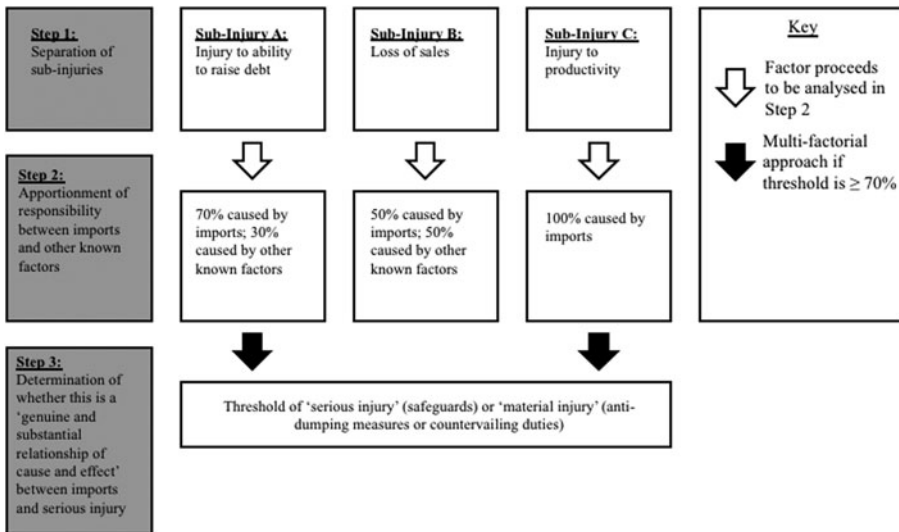 Step 1:
Separation of
sub-injuries
Sub-Injury A:
Injury to ability
to raise debt
Sub-Injury B:
Loss of sales
Sub-Injury C:
Injury to
productivity
Key
Factor proceeds
to be analysed in
Step 2
Multi-factorial
approach if
threshold is ≥ 70%
Step 2:
Apportionment of
responsibility
between imports
and other known
factors
70% caused by
imports; 30%
caused by other
known factors
50% caused by
imports; 50%
caused by other
known factors
100% caused by
imports
Step 3:
Determination of
whether this is a
‘genuine and
substantial
relationship of
cause and effect’
between imports
and serious injury
Threshold of ‘serious injury’ (safeguards) or ‘material injury’ (anti-
dumping measures or countervailing duties)